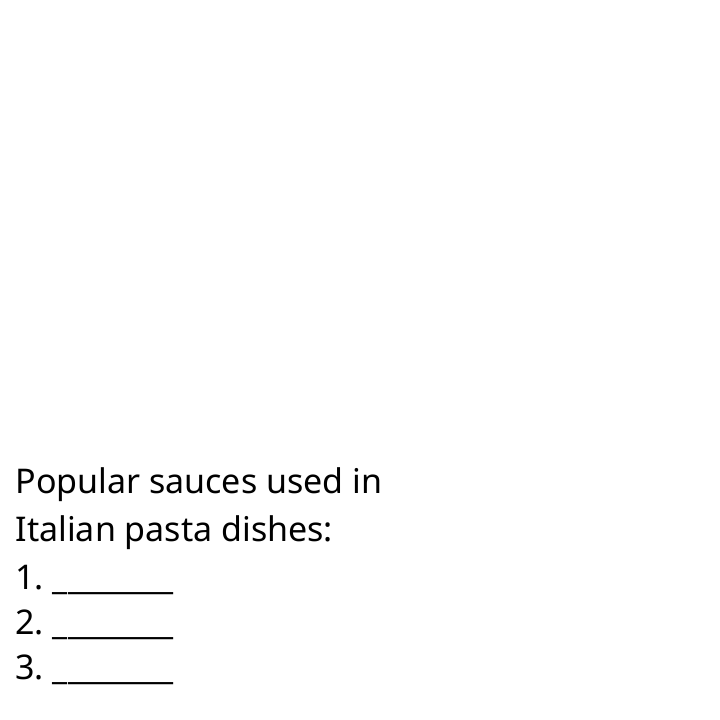 Popular sauces used in
Italian pasta dishes:
1. ________
2. ________
3. ________